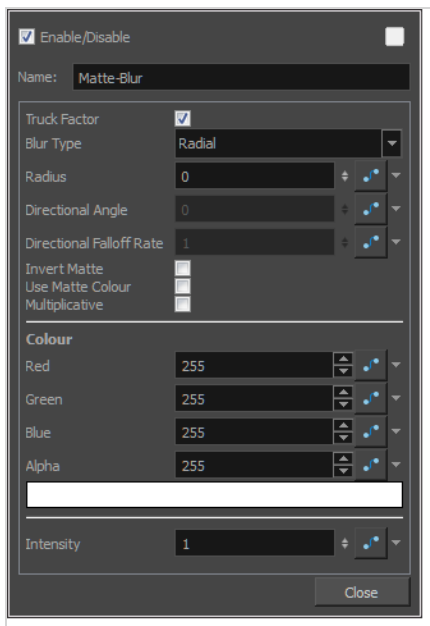 Enable/Disable
Name: Matte-Blur
Truck Factor
Blur Type Radial
Radius 0
Directional Angle 0
Directional Falloff Rate 1
Invert Matte
Use Matte Colour
Multiplicative
Colour
Red 255
Green 255
Blue 255
Alpha 255
Intensity 1
Close